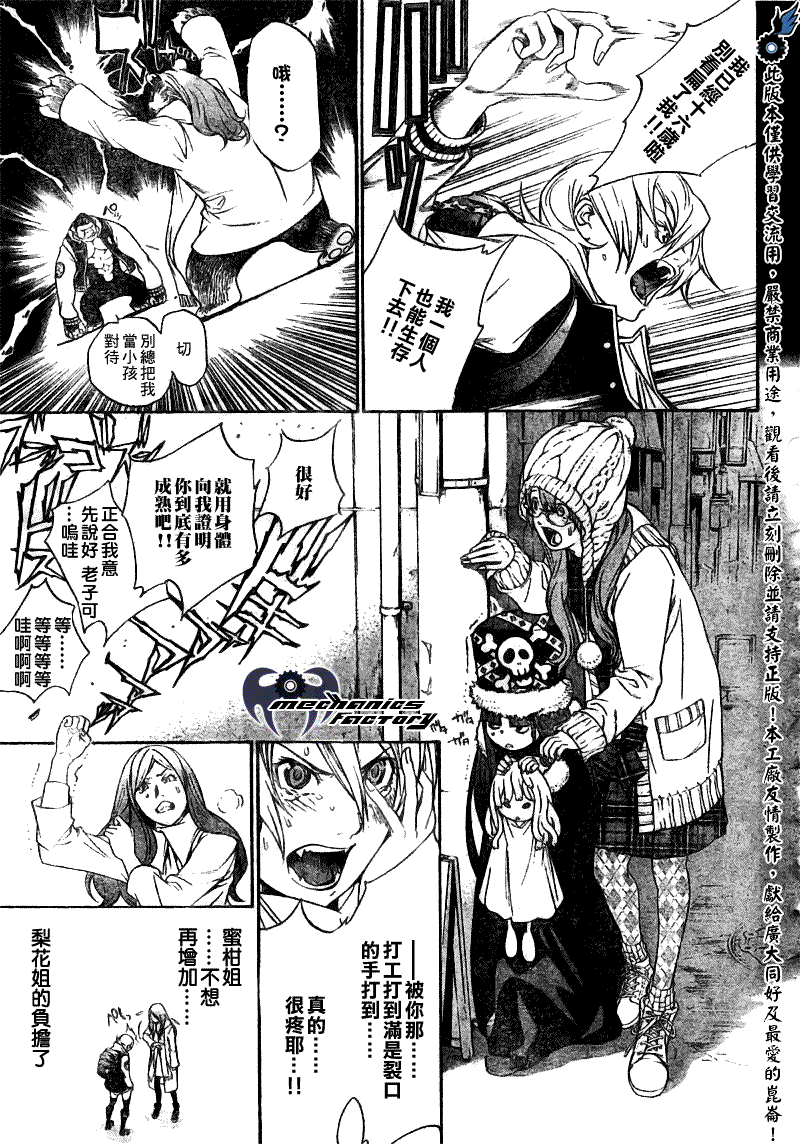 我已經十六歲啦
別看扁了我!!
我一個人
也能生存
下去!!
哦……?
切
別總把我
當小孩
對待
很好
就用身體
向我證明
你到底有多
成熟吧!!
正合我意
先說好 老子可
…嗚哇
等……
等等等等
哇啊啊啊
mechanics
factory
——被你那……
打工打到滿是裂口
的手打到……
真的……
很疼耶…!!
蜜柑姐
……不想
再增加……
梨花姐的負擔了
此版本僅供學習交流用，嚴禁商業用途，觀看後請立刻刪除並請支持正版！本工廠友情製作，獻給廣大同好及最愛的崑崙！